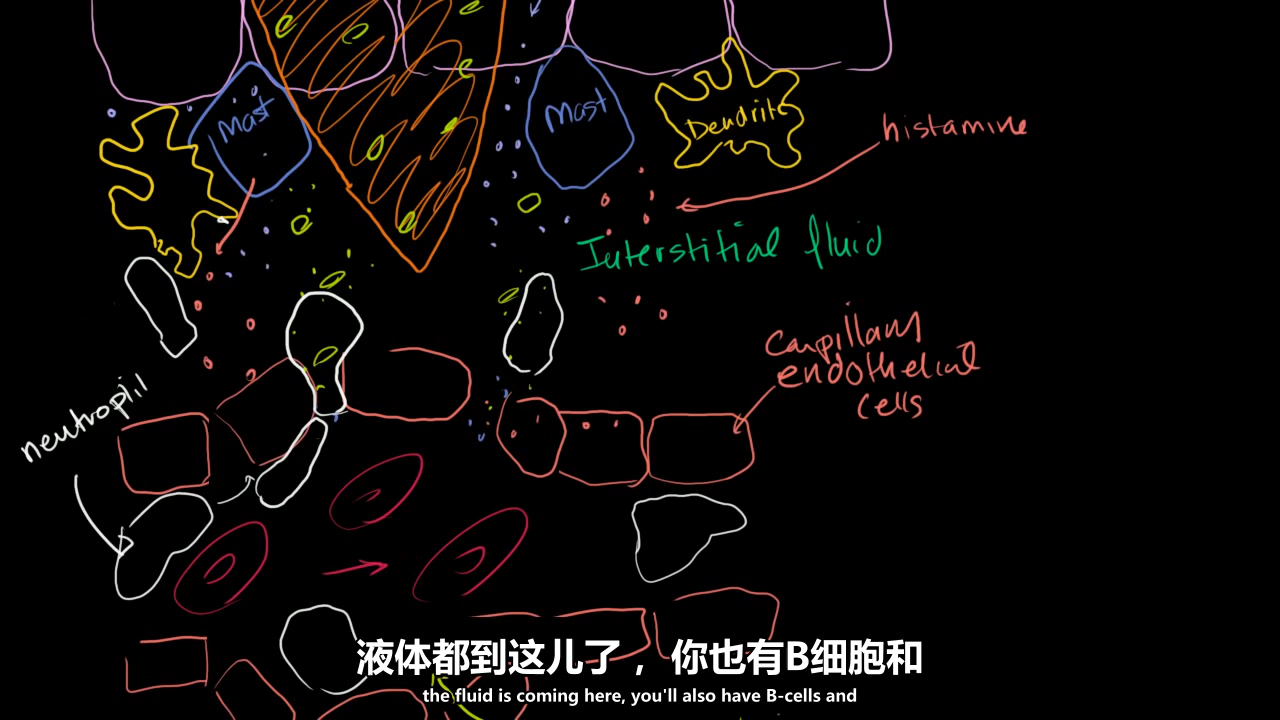 Mast
Mast
Dendritc
histamine
Interstitial fluid
Capillary
endothelial
cells
neutrophil
液体都到这儿了， 你也有B细胞和
the fluid is coming here, you'll also have B-cells and